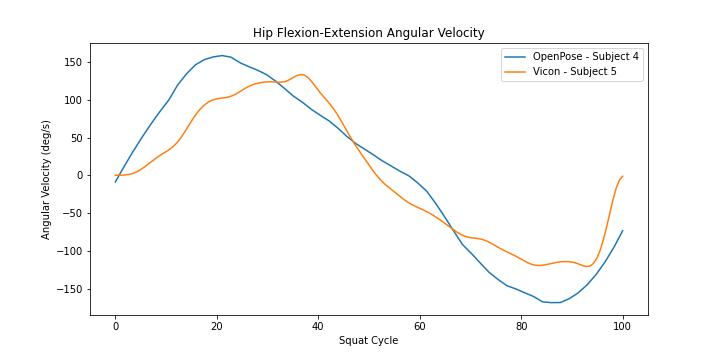 Hip Flexion-Extension Angular Velocity
OpenPose - Subject 4
Vicon - Subject 5
Angular Velocity (deg/s)
150
100
50
0
−50
−100
−150
0
20
40
60
80
100
Squat Cycle